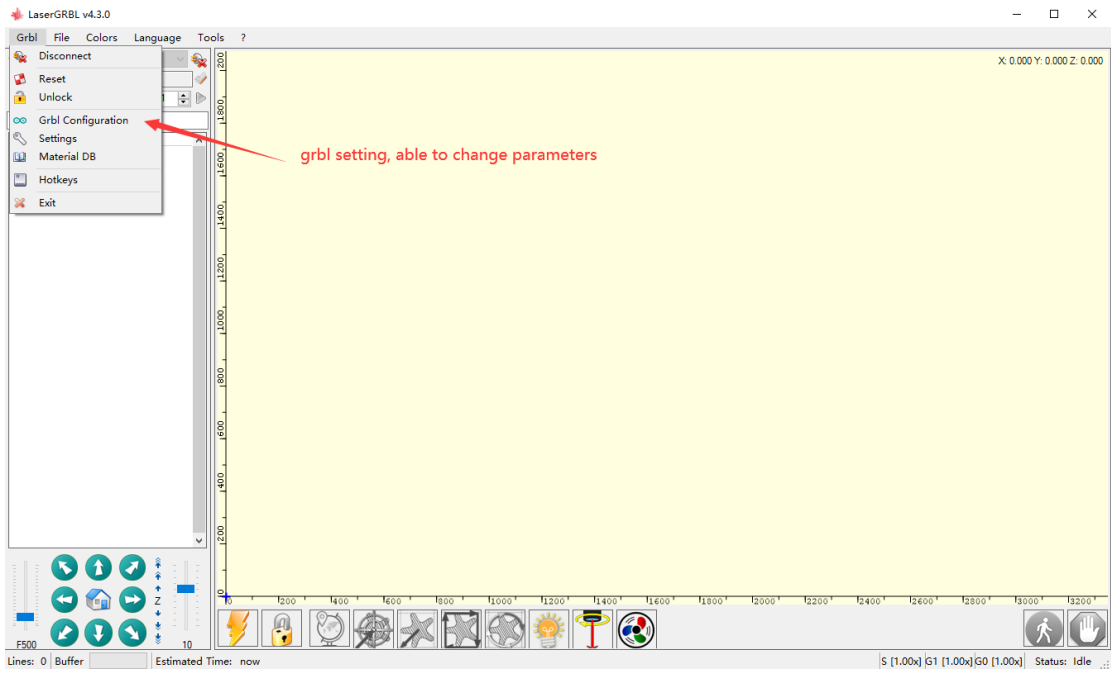 LaserGRBL v4.3.0
Grbl File Colors Language Tools ?
Disconnect
Reset
Unlock
Grbl Configuration
Settings
Material DB
Hotkeys
Exit
X: 0.000 Y: 0.000 Z: 0.000
grbl setting, able to change parameters
1200
1800
1600
1400
1200
1000
800
600
400
200
0
0 200 400 600 800 1000 1200 1400 1600 1800 2000 2200 2400 2600 2800 3000 3200
Z
F500
10
Lines: 0 Buffer Estimated Time: now S [1.00x] G1 [1.00x] G0 [1.00x] Status: Idle